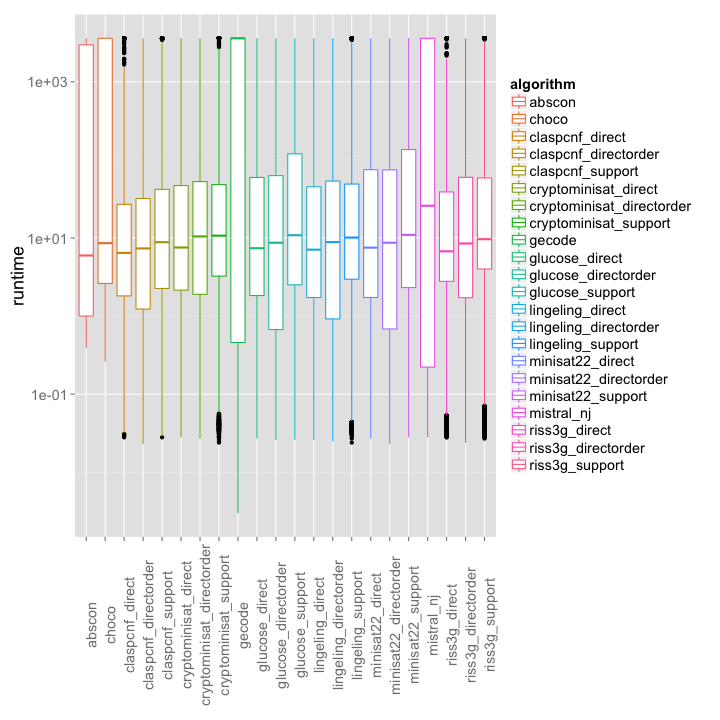 1e+03
1e+01
1e-01
runtime
abscon
choco
claspcnf_direct
claspcnf_directorder
claspcnf_support
cryptominisat_direct
cryptominisat_directorder
cryptominisat_support
gecode
glucose_direct
glucose_directorder
glucose_support
lingeling_direct
lingeling_directorder
lingeling_support
minisat22_direct
minisat22_directorder
minisat22_support
mistral_nj
riss3g_direct
riss3g_directorder
riss3g_support
algorithm
abscon
choco
claspcnf_direct
claspcnf_directorder
claspcnf_support
cryptominisat_direct
cryptominisat_directorder
cryptominisat_support
gecode
glucose_direct
glucose_directorder
glucose_support
lingeling_direct
lingeling_directorder
lingeling_support
minisat22_direct
minisat22_directorder
minisat22_support
mistral_nj
riss3g_direct
riss3g_directorder
riss3g_support